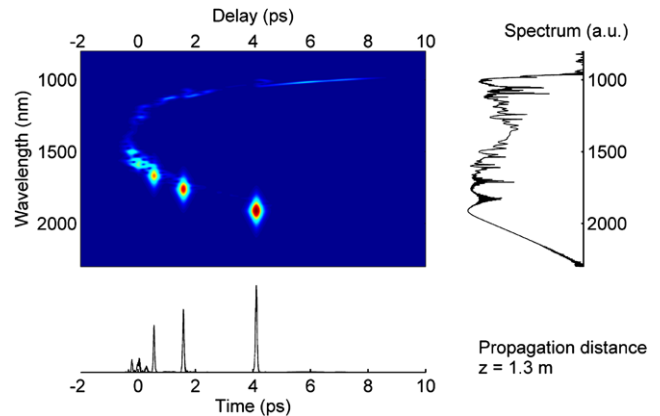 Delay (ps)
Spectrum (a.u.)
-2 0 2 4 6 8 10
Wavelength (nm)
1000
1500
2000
1000
1500
2000
-2 0 2 4 6 8 10
Time (ps)
Propagation distance
z = 1.3 m